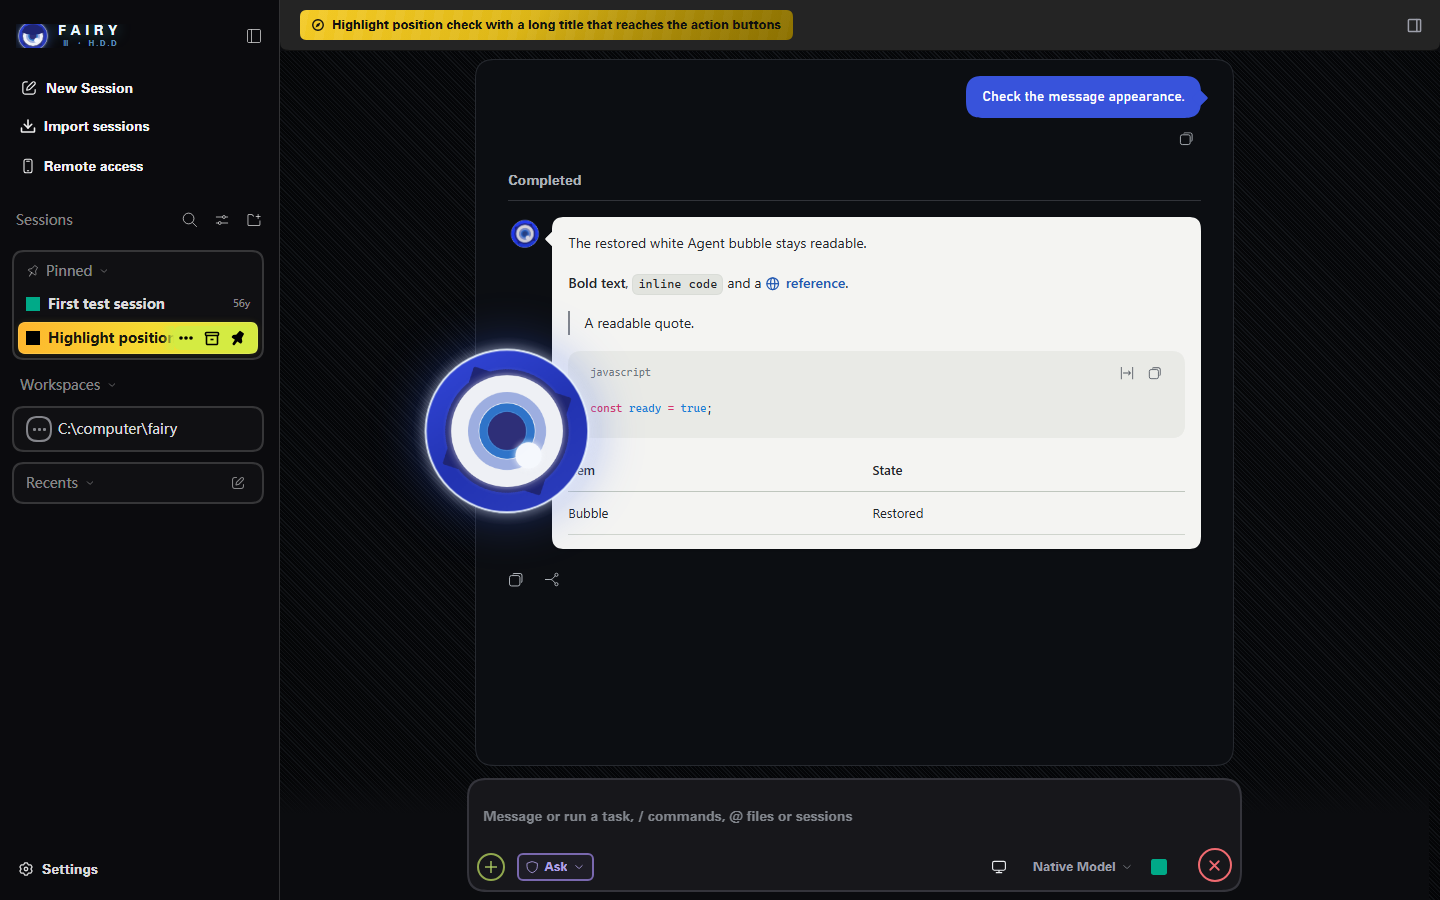 FAIRY
III · H.D.D
New Session
Import sessions
Remote access
Sessions
Pinned
First test session
56y
Highlight position
Workspaces
C:\computer\fairy
Recents
Settings
Highlight position check with a long title that reaches the action buttons
Check the message appearance.
Completed
The restored white Agent bubble stays readable.
Bold text, inline code and a reference.
A readable quote.
javascript
const ready = true;
State
Bubble
Restored
Message or run a task, / commands, @ files or sessions
Ask
Native Model